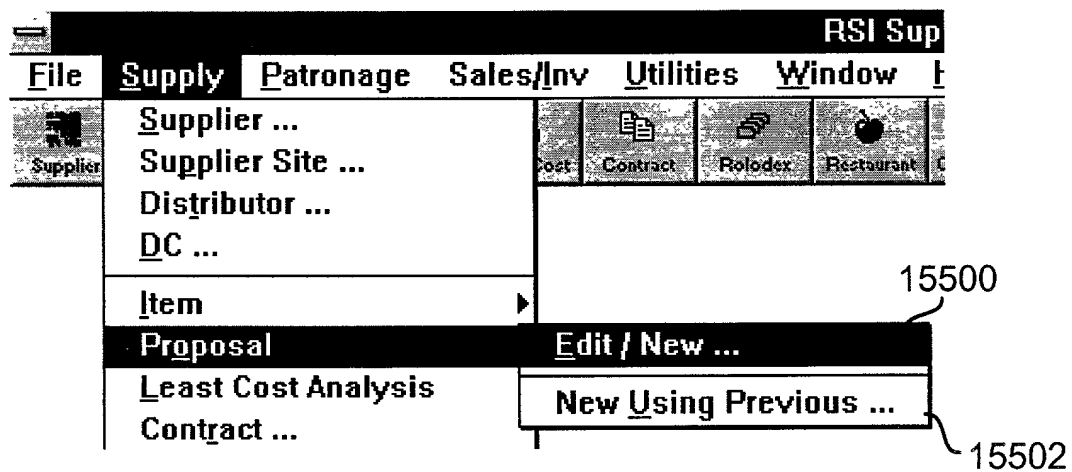 RSI Sup
File Supply Patronage Sales/Inv Utilities Window
Supplier Cost Contract Rolodex Restaurant
Supplier ...
Supplier Site ...
Distributor ...
DC ...
Item
15500
Proposal Edit / New ...
Least Cost Analysis
New Using Previous ...
Contract ...
15502